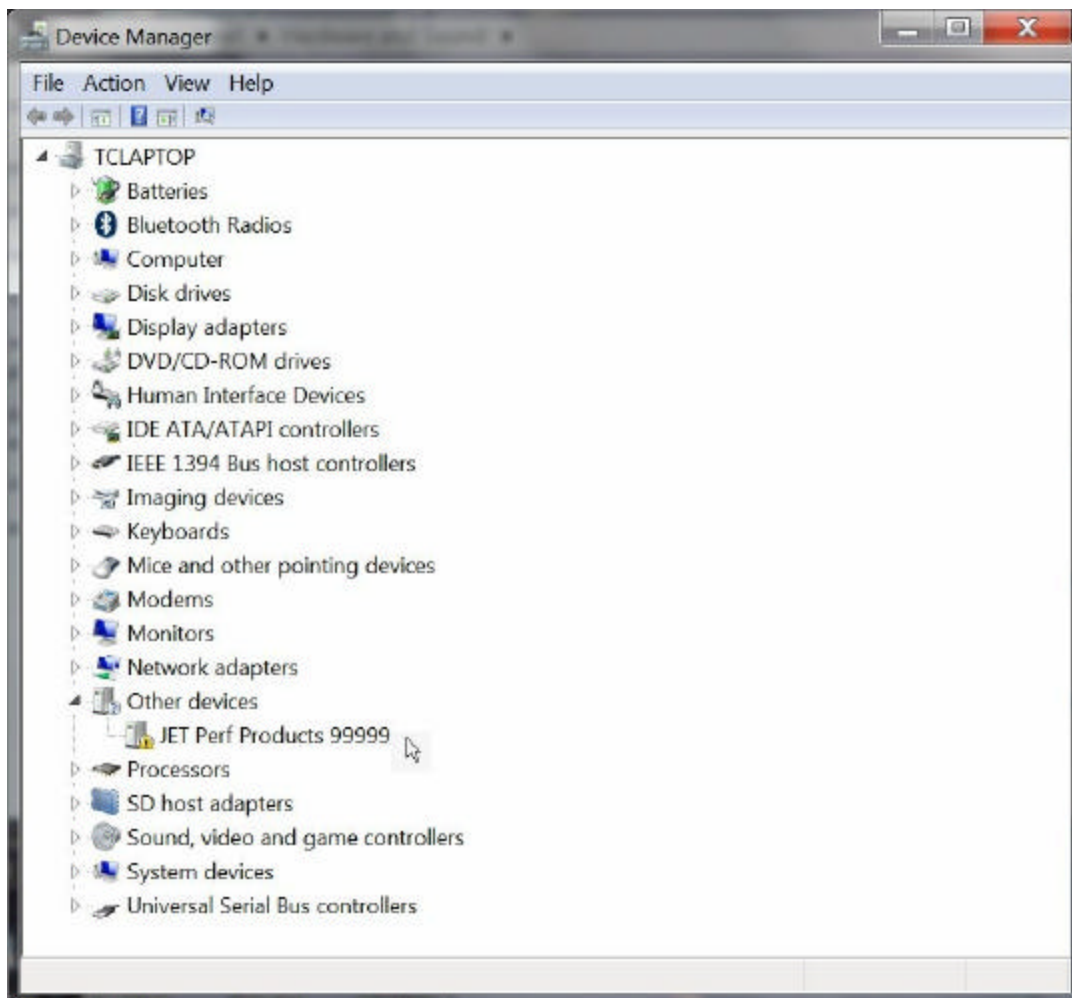 Device Manager
File Action View Help
TCLAPTOP
Batteries
Bluetooth Radios
Computer
Disk drives
Display adapters
DVD/CD-ROM drives
Human Interface Devices
IDE ATA/ATAPI controllers
IEEE 1394 Bus host controllers
Imaging devices
Keyboards
Mice and other pointing devices
Modems
Monitors
Network adapters
Other devices
JET Perf Products 99999
Processors
SD host adapters
Sound, video and game controllers
System devices
Universal Serial Bus controllers